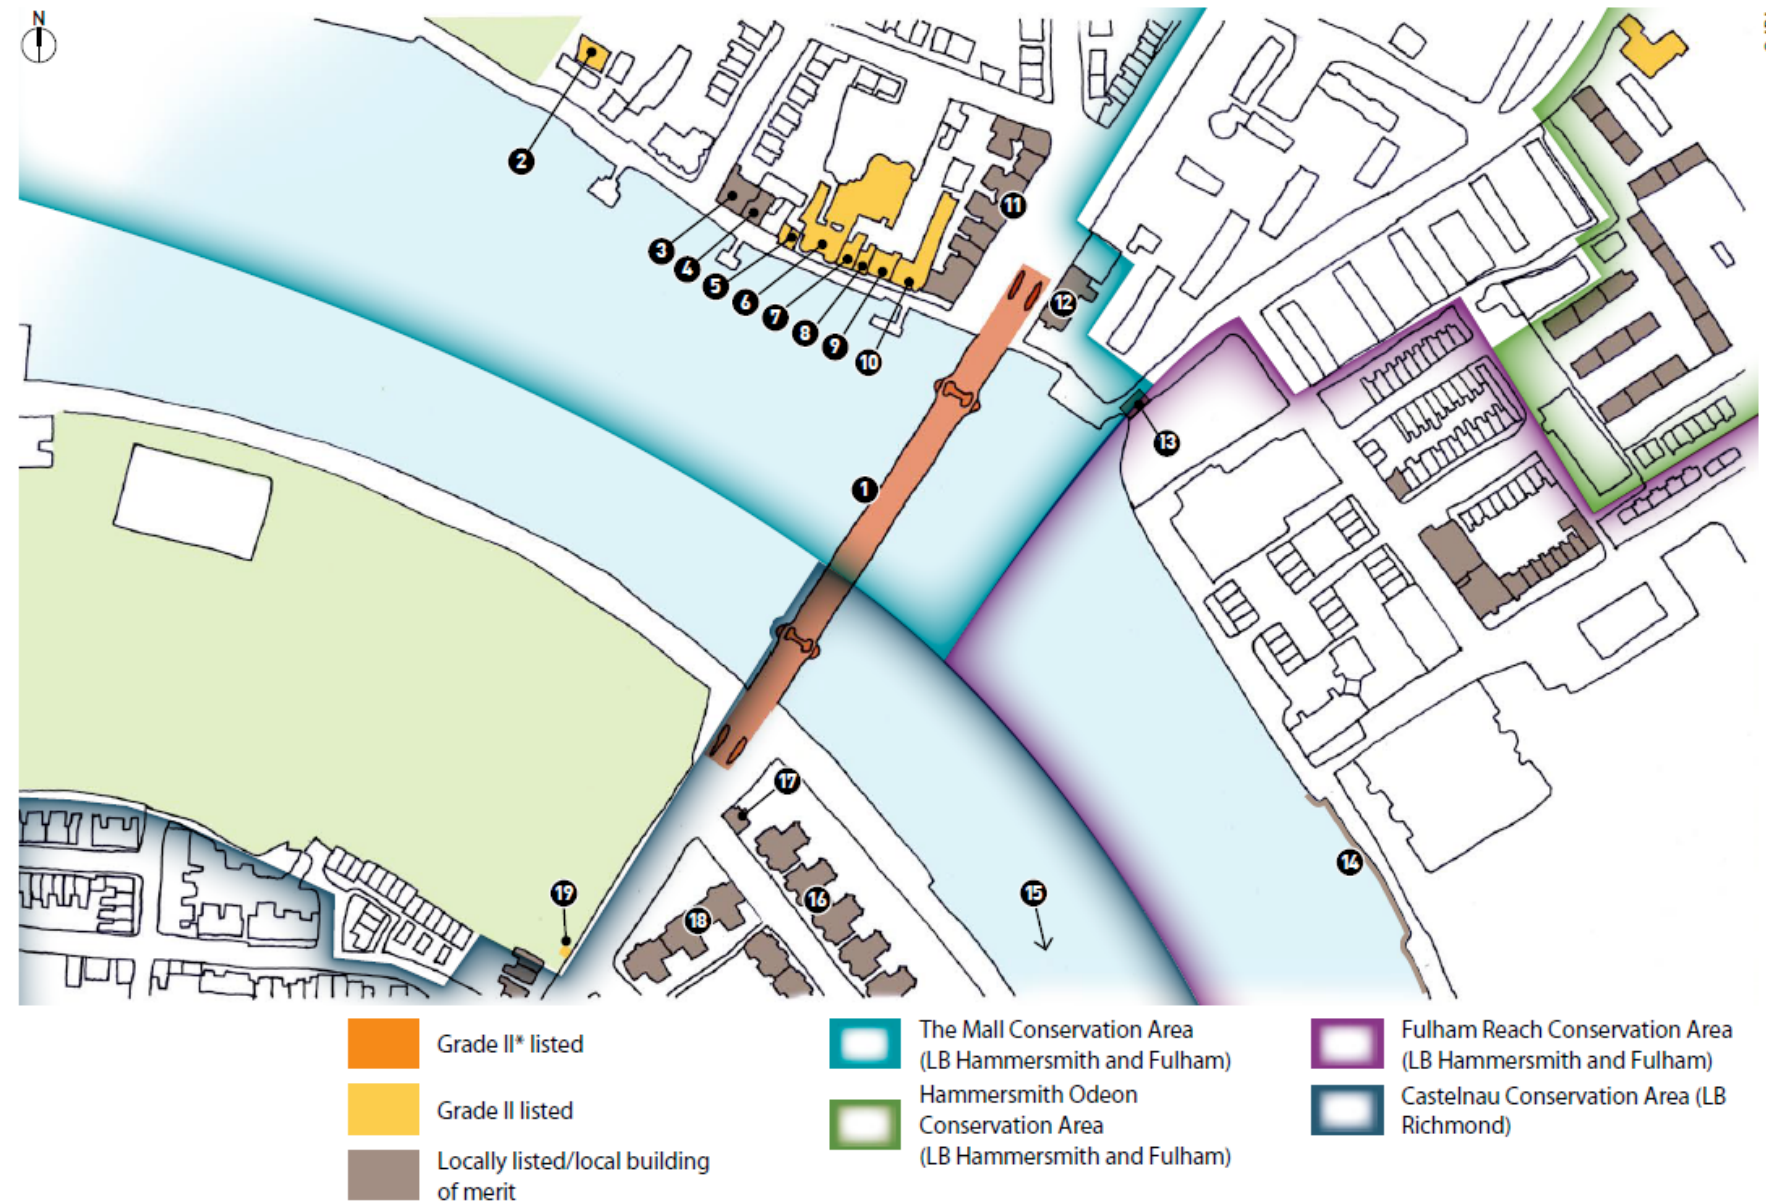 N
2
3
4
5
6
7
8
9
10
11
12
13
1
14
15
16
17
18
19
Grade II* listed
Grade II listed
Locally listed/local building
of merit
The Mall Conservation Area
(LB Hammersmith and Fulham)
Hammersmith Odeon
Conservation Area
(LB Hammersmith and Fulham)
Fulham Reach Conservation Area
(LB Hammersmith and Fulham)
Castelnau Conservation Area (LB
Richmond)